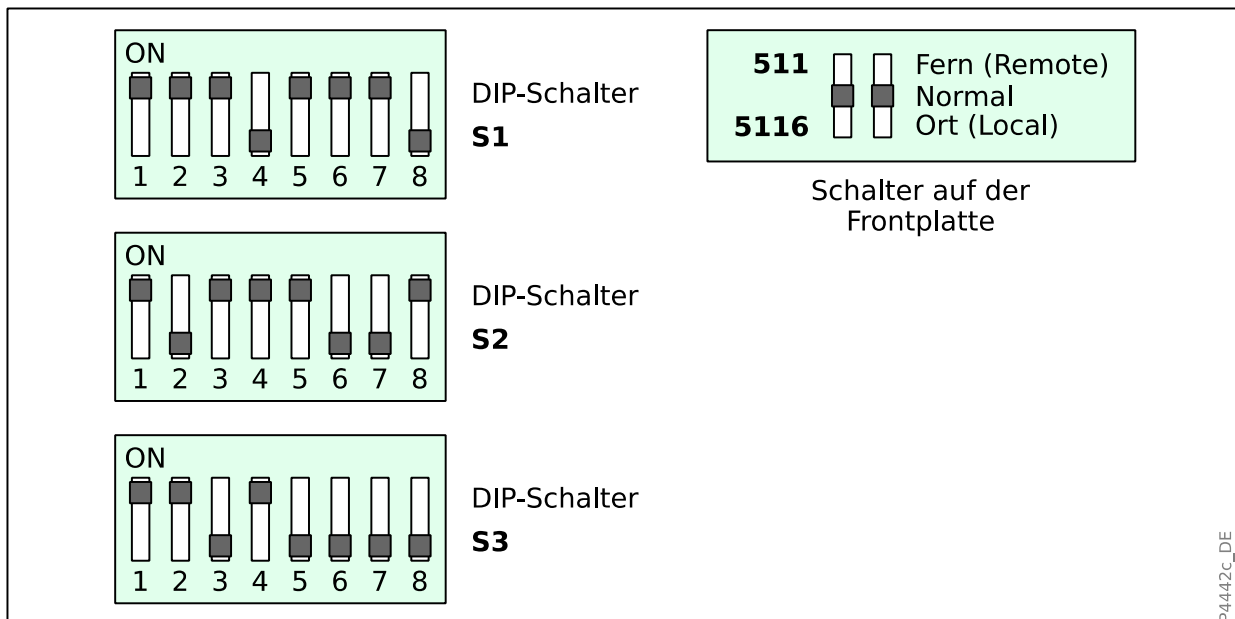 ON
1 2 3 4 5 6 7 8
DIP-Schalter
S1
ON
1 2 3 4 5 6 7 8
DIP-Schalter
S2
ON
1 2 3 4 5 6 7 8
DIP-Schalter
S3
511 Fern (Remote)
Normal
5116 Ort (Local)
Schalter auf der
Frontplatte
P4442c_DE